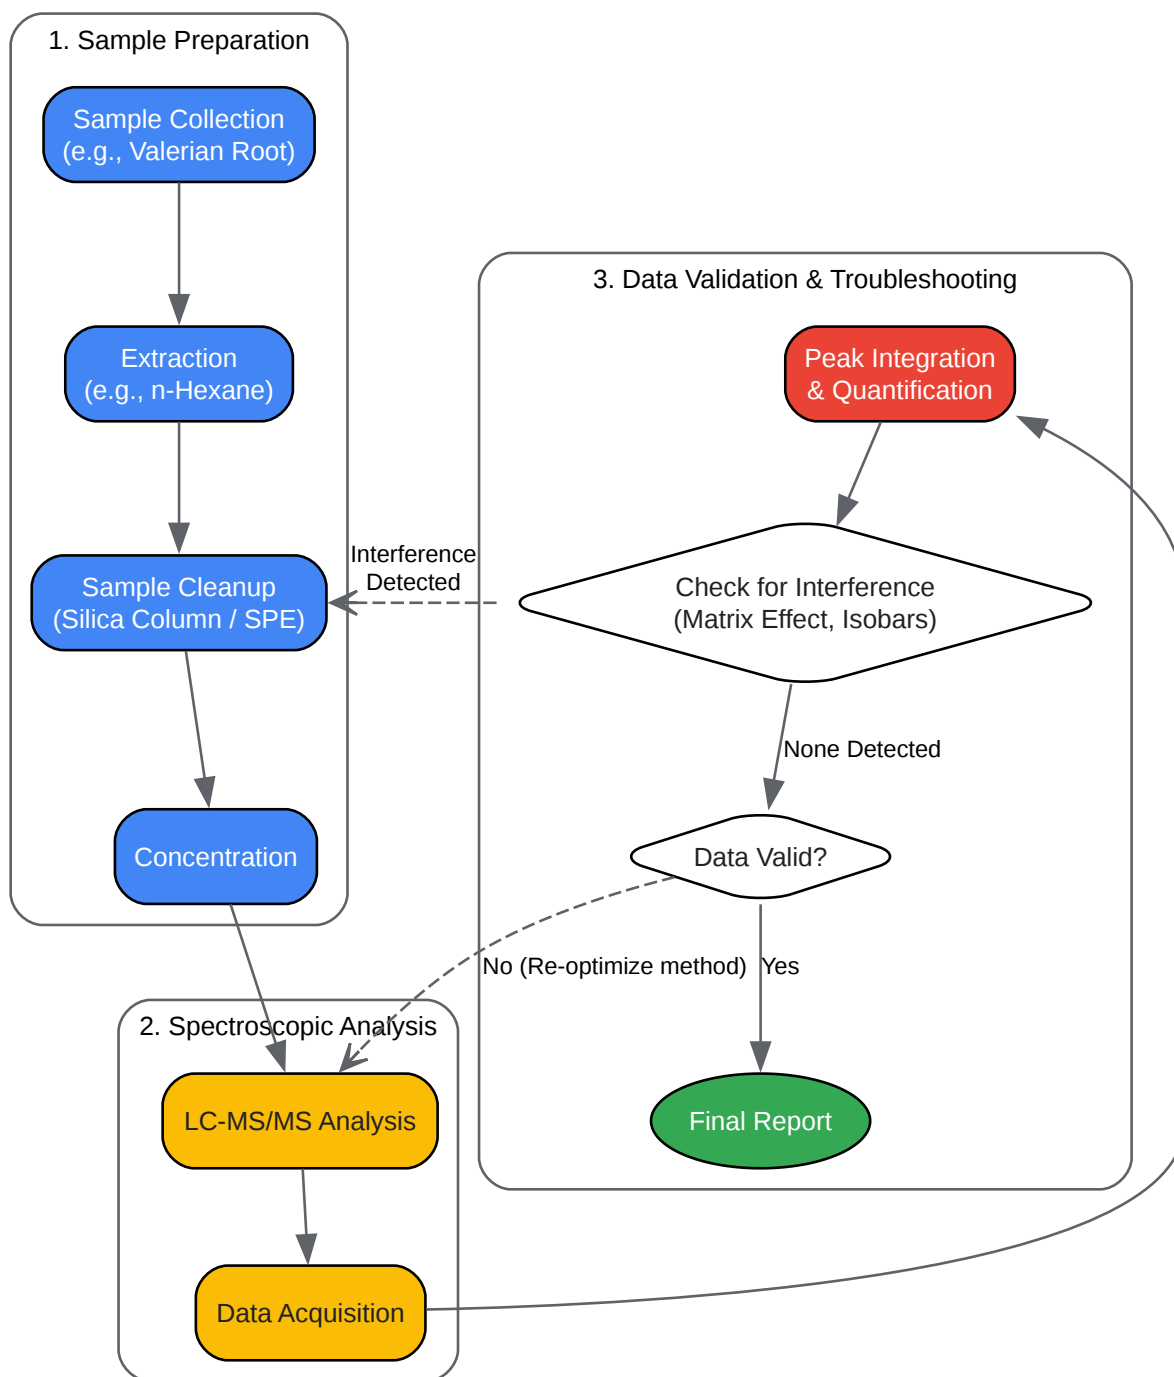 1. Sample Preparation
Sample Collection
(e.g., Valerian Root)
Extraction
(e.g., n-Hexane)
Sample Cleanup
(Silica Column / SPE)
Concentration
Interference
Detected
3. Data Validation & Troubleshooting
Peak Integration
& Quantification
Check for Interference
(Matrix Effect, Isobars)
None Detected
Data Valid?
No (Re-optimize method)
Yes
Final Report
2. Spectroscopic Analysis
LC-MS/MS Analysis
Data Acquisition